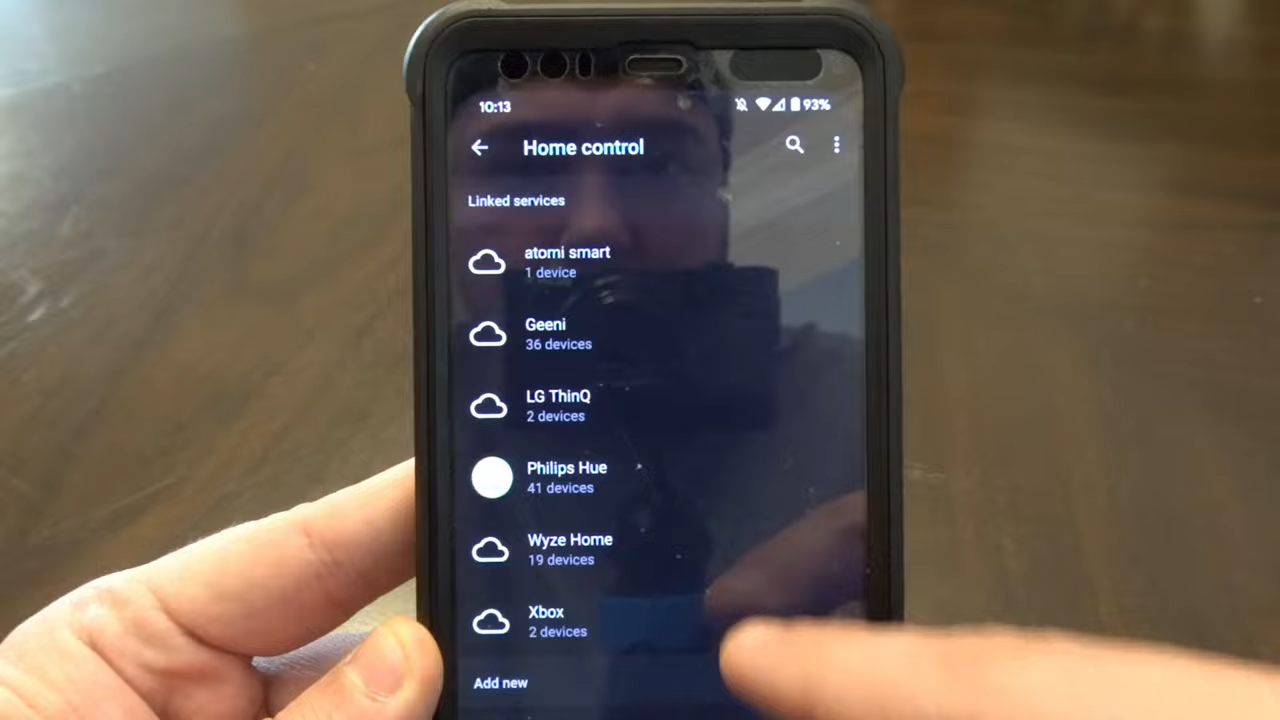 10:13
93%
Home control
Linked services
atomi smart
1 device
Geeni
36 devices
LG ThinQ
2 devices
Philips Hue
41 devices
Wyze Home
19 devices
Xbox
2 devices
Add new